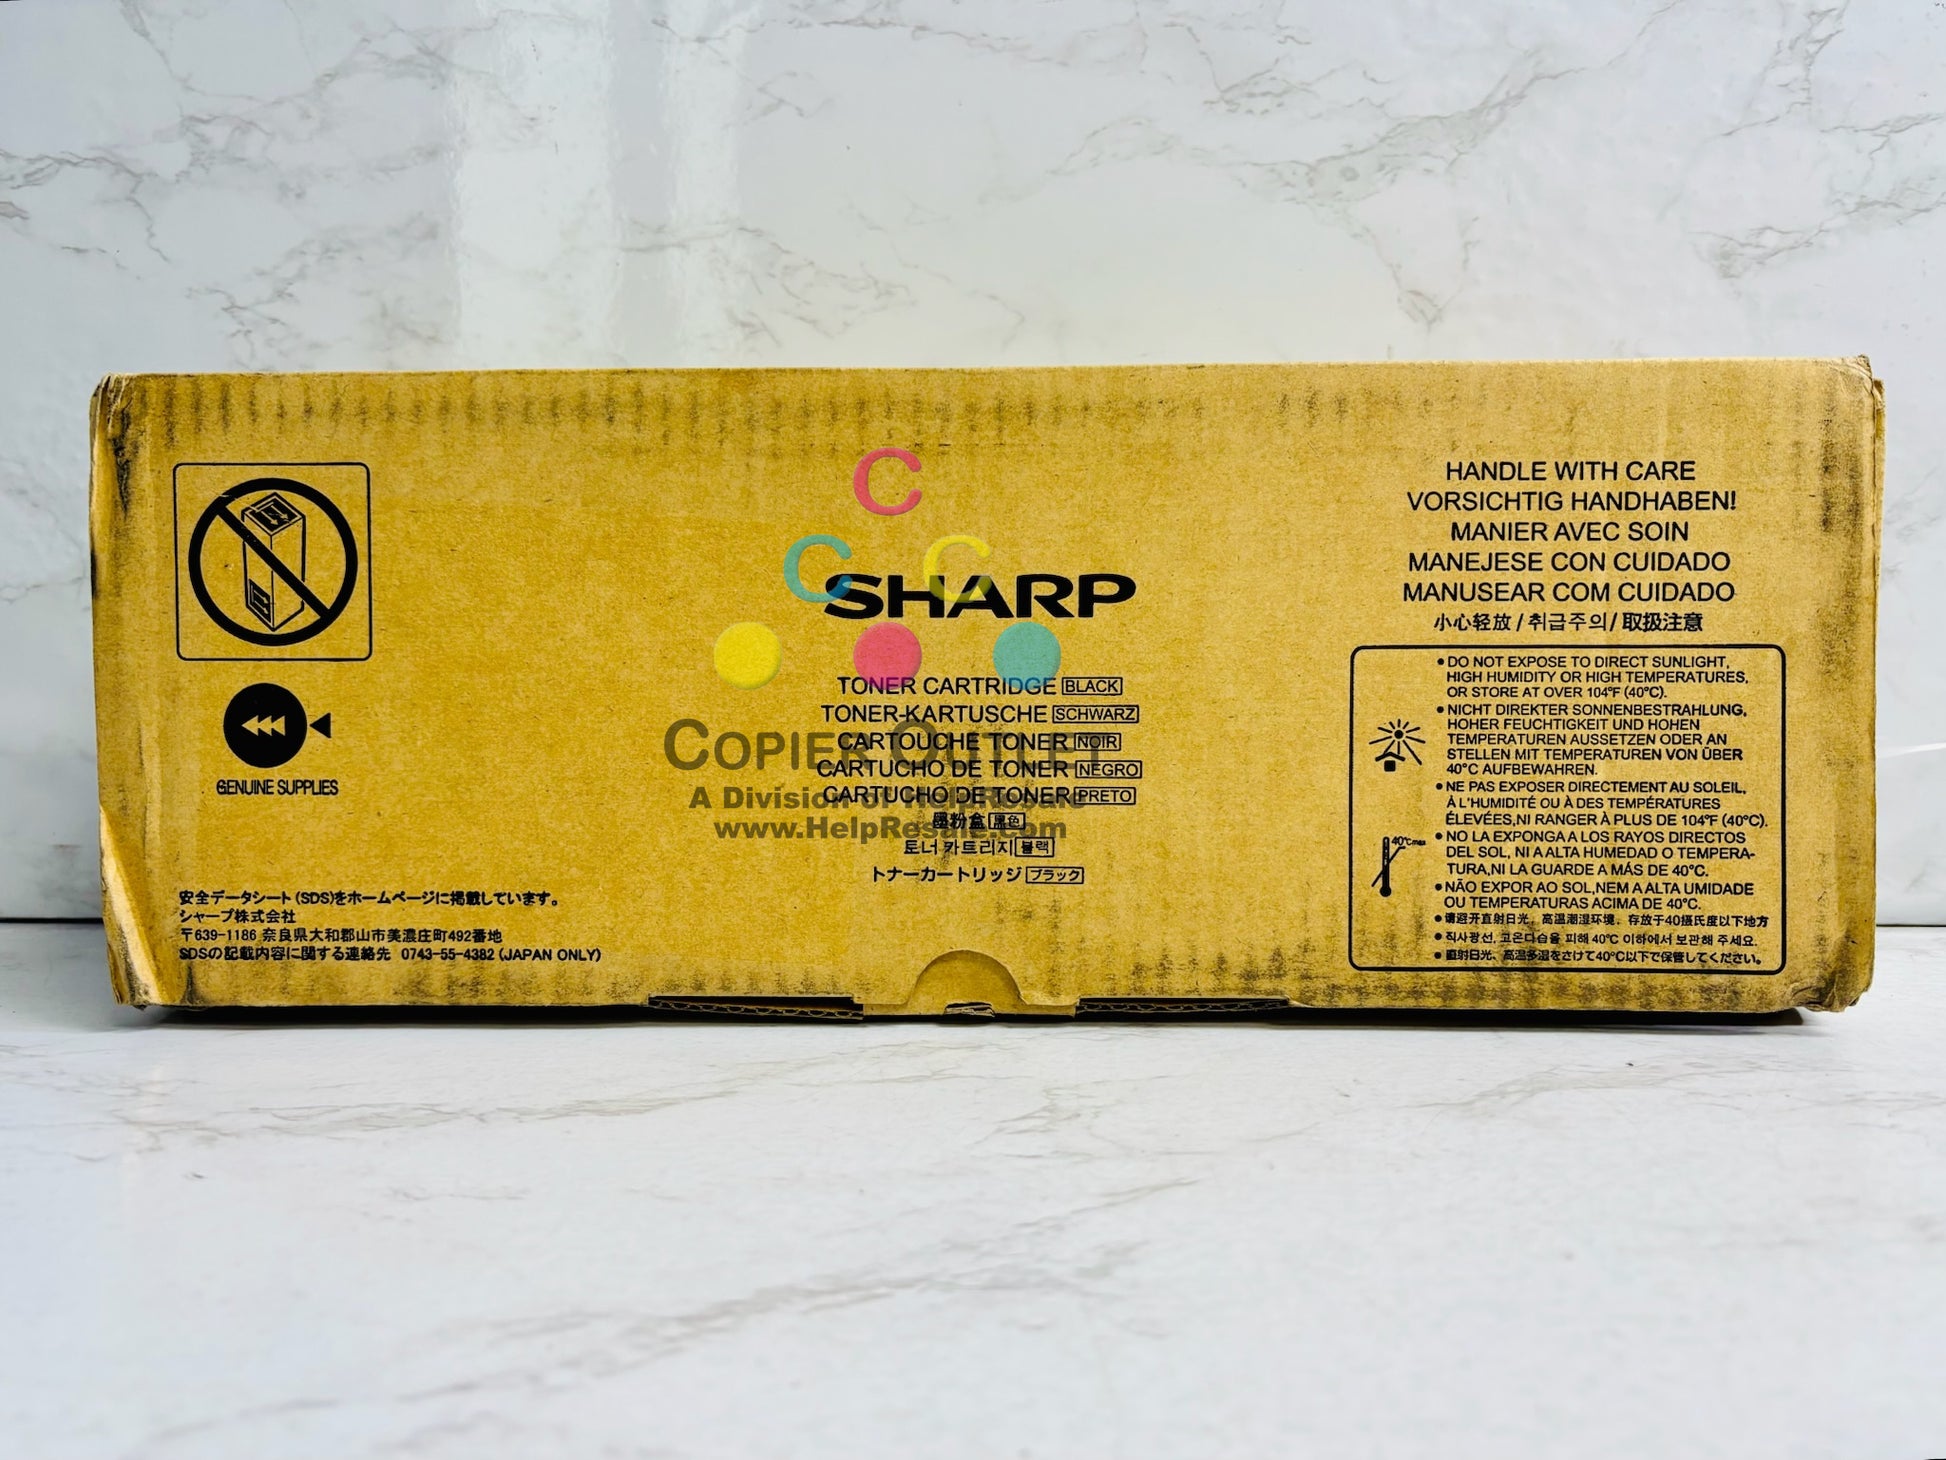 SHARP
TONER CARTRIDGE BLACK
TONER-KARTUSCHE SCHWARZ
CARTOUCHE TONER NOIR
CARTUCHO DE TONER NEGRO
CARTUCHO DE TONER PRETO
墨粉盒 黑色
토너 카트리지 블랙
トナーカートリッジ ブラック
C
C C
COPIER OUTLET
A Division of HelpResale
www.HelpResale.com
GENUINE SUPPLIES
安全データシート(SDS)をホームページに掲載しています。
シャープ株式会社
〒639-1186 奈良県大和郡山市美濃庄町492番地
SDSの記載内容に関する連絡先 0743-55-4382 (JAPAN ONLY)
HANDLE WITH CARE
VORSICHTIG HANDHABEN!
MANIER AVEC SOIN
MANEJESE CON CUIDADO
MANUSEAR COM CUIDADO
小心轻放 / 취급주의 / 取扱注意
40℃max
•DO NOT EXPOSE TO DIRECT SUNLIGHT,
HIGH HUMIDITY OR HIGH TEMPERATURES,
OR STORE AT OVER 104°F (40°C).
•NICHT DIREKTER SONNENBESTRAHLUNG,
HOHER FEUCHTIGKEIT UND HOHEN
TEMPERATUREN AUSSETZEN ODER AN
STELLEN MIT TEMPERATUREN VON ÜBER
40°C AUFBEWAHREN.
•NE PAS EXPOSER DIRECTEMENT AU SOLEIL,
À L'HUMIDITÉ OU À DES TEMPÉRATURES
ÉLEVÉES,NI RANGER À PLUS DE 104°F (40°C).
•NO LA EXPONGA A LOS RAYOS DIRECTOS
DEL SOL, NI A ALTA HUMEDAD O TEMPERA-
TURA,NI LA GUARDE A MÁS DE 40°C.
•NÃO EXPOR AO SOL,NEM A ALTA UMIDADE
OU TEMPERATURAS ACIMA DE 40°C.
•请避开直射日光、高温潮湿环境、存放于40摄氏度以下地方
•직사광선, 고온다습을 피해 40℃ 이하에서 보관해 주세요.
•直射日光、高温多湿をさけて40℃以下で保管してください。